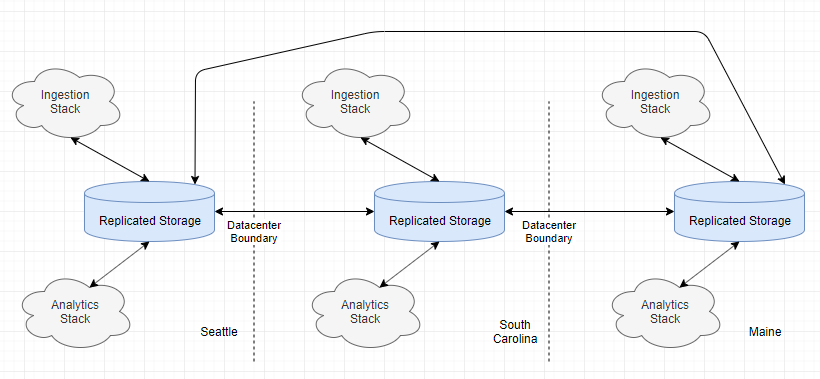 Ingestion
Stack
Ingestion
Stack
Ingestion
Stack
Replicated Storage
Datacenter
Boundary
Replicated Storage
Datacenter
Boundary
Replicated Storage
Analytics
Stack
Seattle
Analytics
Stack
South
Carolina
Analytics
Stack
Maine